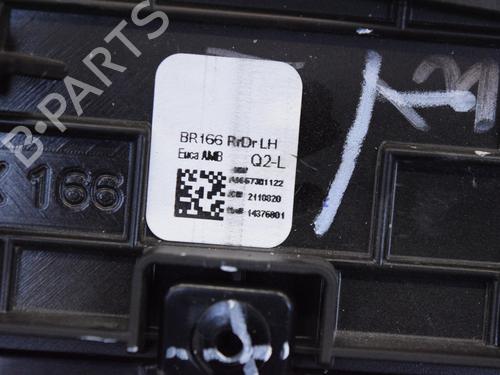 B-PARTS
BR166 RrDr LH
Euca AMB Q2-L
A1667301122
2110820
14376801
166